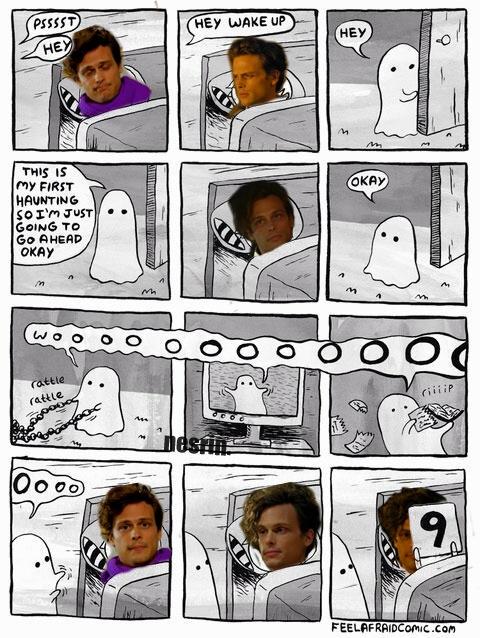 PSSSST
HEY
HEY WAKE UP
HEY
THIS IS
MY FIRST
HAUNTING
SO I'M JUST
GOING TO
GO AHEAD
OKAY
OKAY
WOOOOOOOOOOOOO
rattle
rattle
oooo
riiiiP
nesrin.
OOOO
9
FEELAFRAIDCOMIC.COM